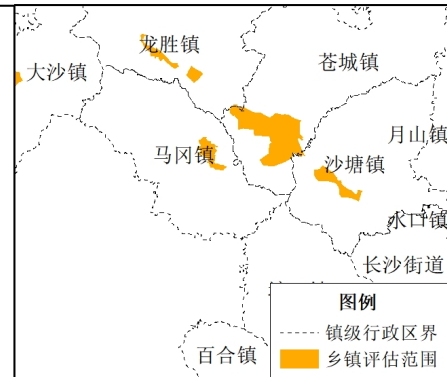 龙胜镇
苍城镇
大沙镇
月山镇
马冈镇
沙塘镇
水口镇
长沙街道
图例
镇级行政区界
百合镇
乡镇评估范围